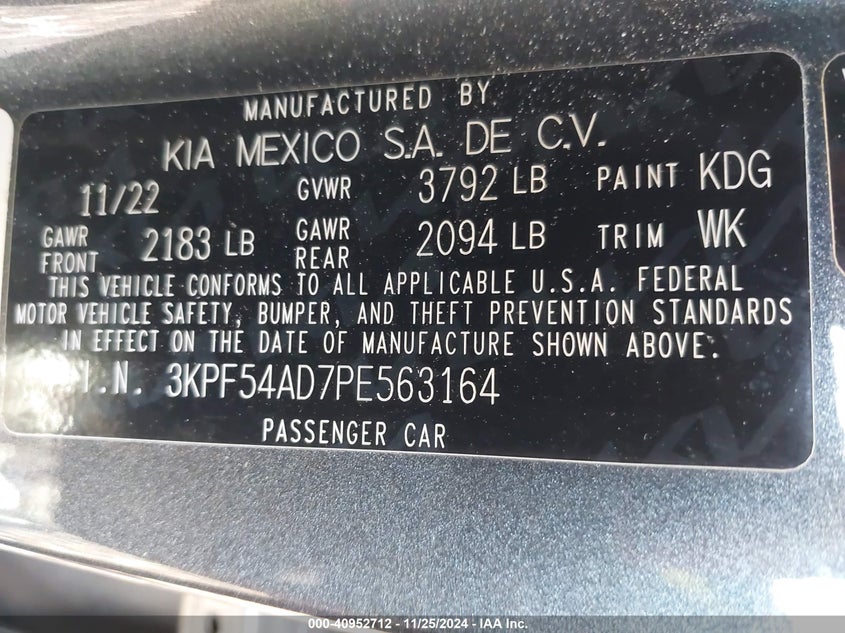 MANUFACTURED BY
KIA MEXICO S.A. DE C.V.
11/22 GVWR 3792 LB PAINT KDG
GAWR FRONT 2183 LB GAWR REAR 2094 LB TRIM WK
THIS VEHICLE CONFORMS TO ALL APPLICABLE U.S.A. FEDERAL
MOTOR VEHICLE SAFETY, BUMPER, AND THEFT PREVENTION STANDARDS
IN EFFECT ON THE DATE OF MANUFACTURE SHOWN ABOVE.
.I.N. 3KPF54AD7PE563164
PASSENGER CAR
000-40952712 - 11/25/2024 - IAA Inc.